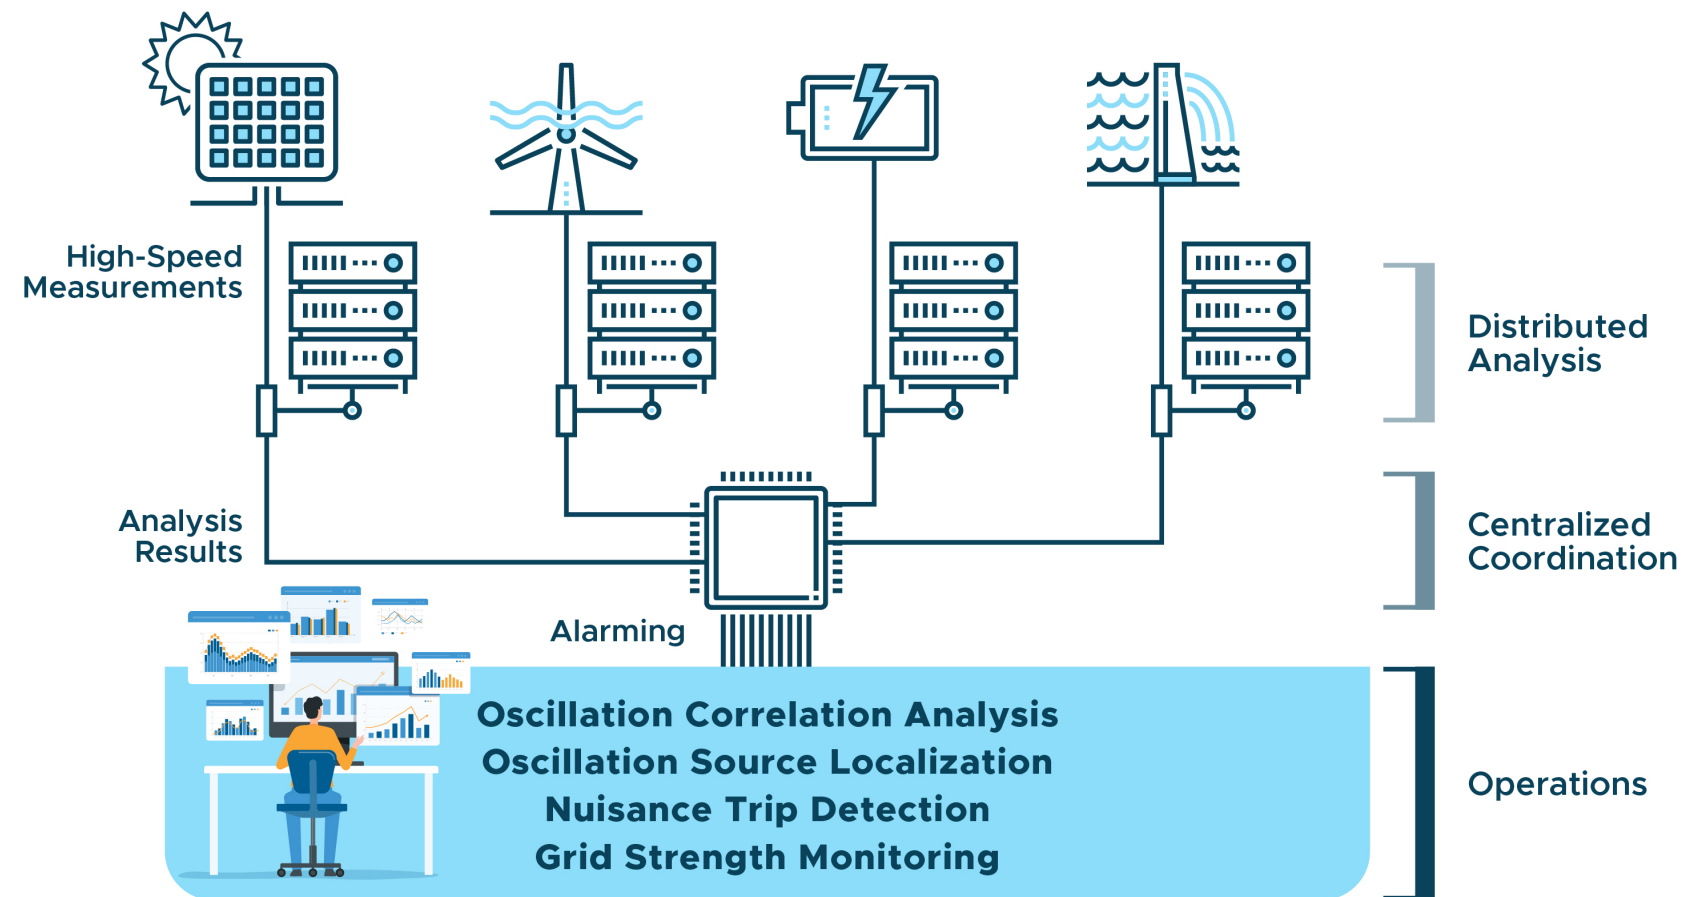 High-Speed
Measurements
Distributed
Analysis
Analysis
Results
Centralized
Coordination
Alarming
Oscillation Correlation Analysis
Oscillation Source Localization
Nuisance Trip Detection
Grid Strength Monitoring
Operations